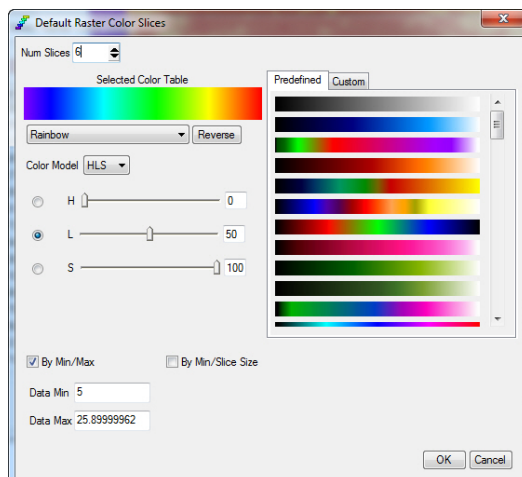 Default Raster Color Slices
Num Slices 6
Selected Color Table
Rainbow Reverse
Color Model HLS
H 0
L 50
S 100
Predefined Custom
By Min/Max By Min/Slice Size
Data Min 5
Data Max 25.89999962
OK Cancel